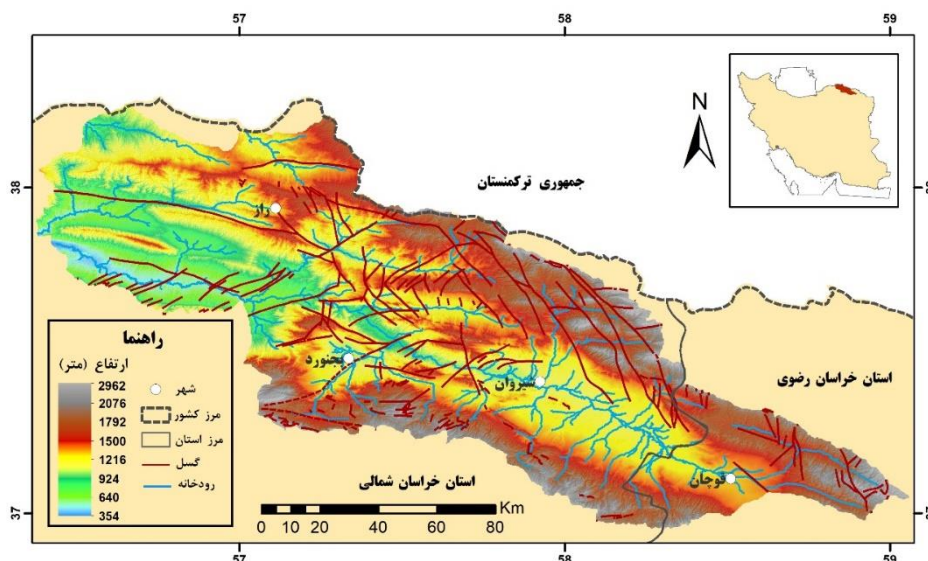 57
58
59
N
38
38
جمهوری ترکمنستان
راز
راهنما
ارتفاع (متر)
2962
2076
1792
1500
1216
924
640
354
شهر
مرز کشور
مرز استان
گسل
رودخانه
بجنورد
شیروان
استان خراسان رضوی
قوچان
استان خراسان شمالی
0 10 20 40 60 80 Km
37
57
58
59